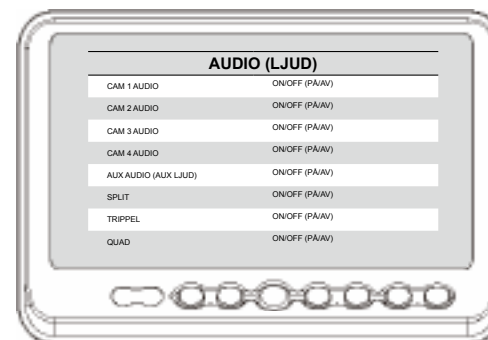 AUDIO (LJUD)
CAM 1 AUDIO ON/OFF (PÅ/AV)
CAM 2 AUDIO ON/OFF (PÅ/AV)
CAM 3 AUDIO ON/OFF (PÅ/AV)
CAM 4 AUDIO ON/OFF (PÅ/AV)
AUX AUDIO (AUX LJUD) ON/OFF (PÅ/AV)
SPLIT ON/OFF (PÅ/AV)
TRIPPEL ON/OFF (PÅ/AV)
QUAD ON/OFF (PÅ/AV)